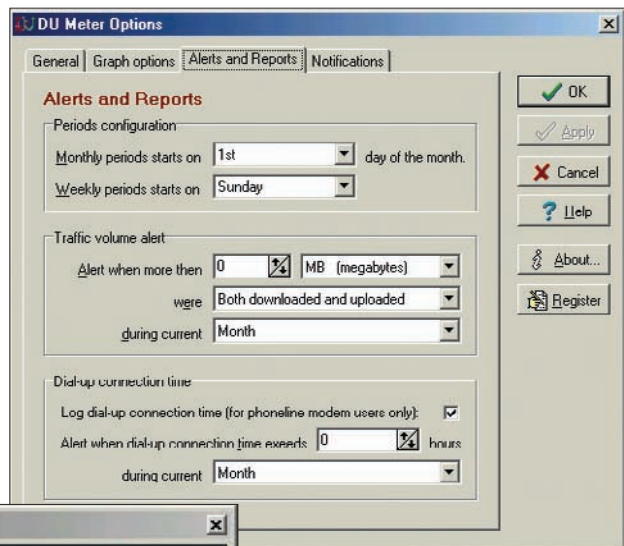 DU Meter Options
General Graph options Alerts and Reports Notifications
Alerts and Reports
Periods configuration
Monthly periods starts on 1st day of the month.
Weekly periods starts on Sunday
Traffic volume alert
Alert when more then 0 MB (megabytes)
were Both downloaded and uploaded
during current Month
Dial-up connection time
Log dial-up connection time (for phoneline modem users only):
Alert when dial-up connection time exeeds 0 hours
during current Month
OK
Apply
Cancel
Help
About...
Register